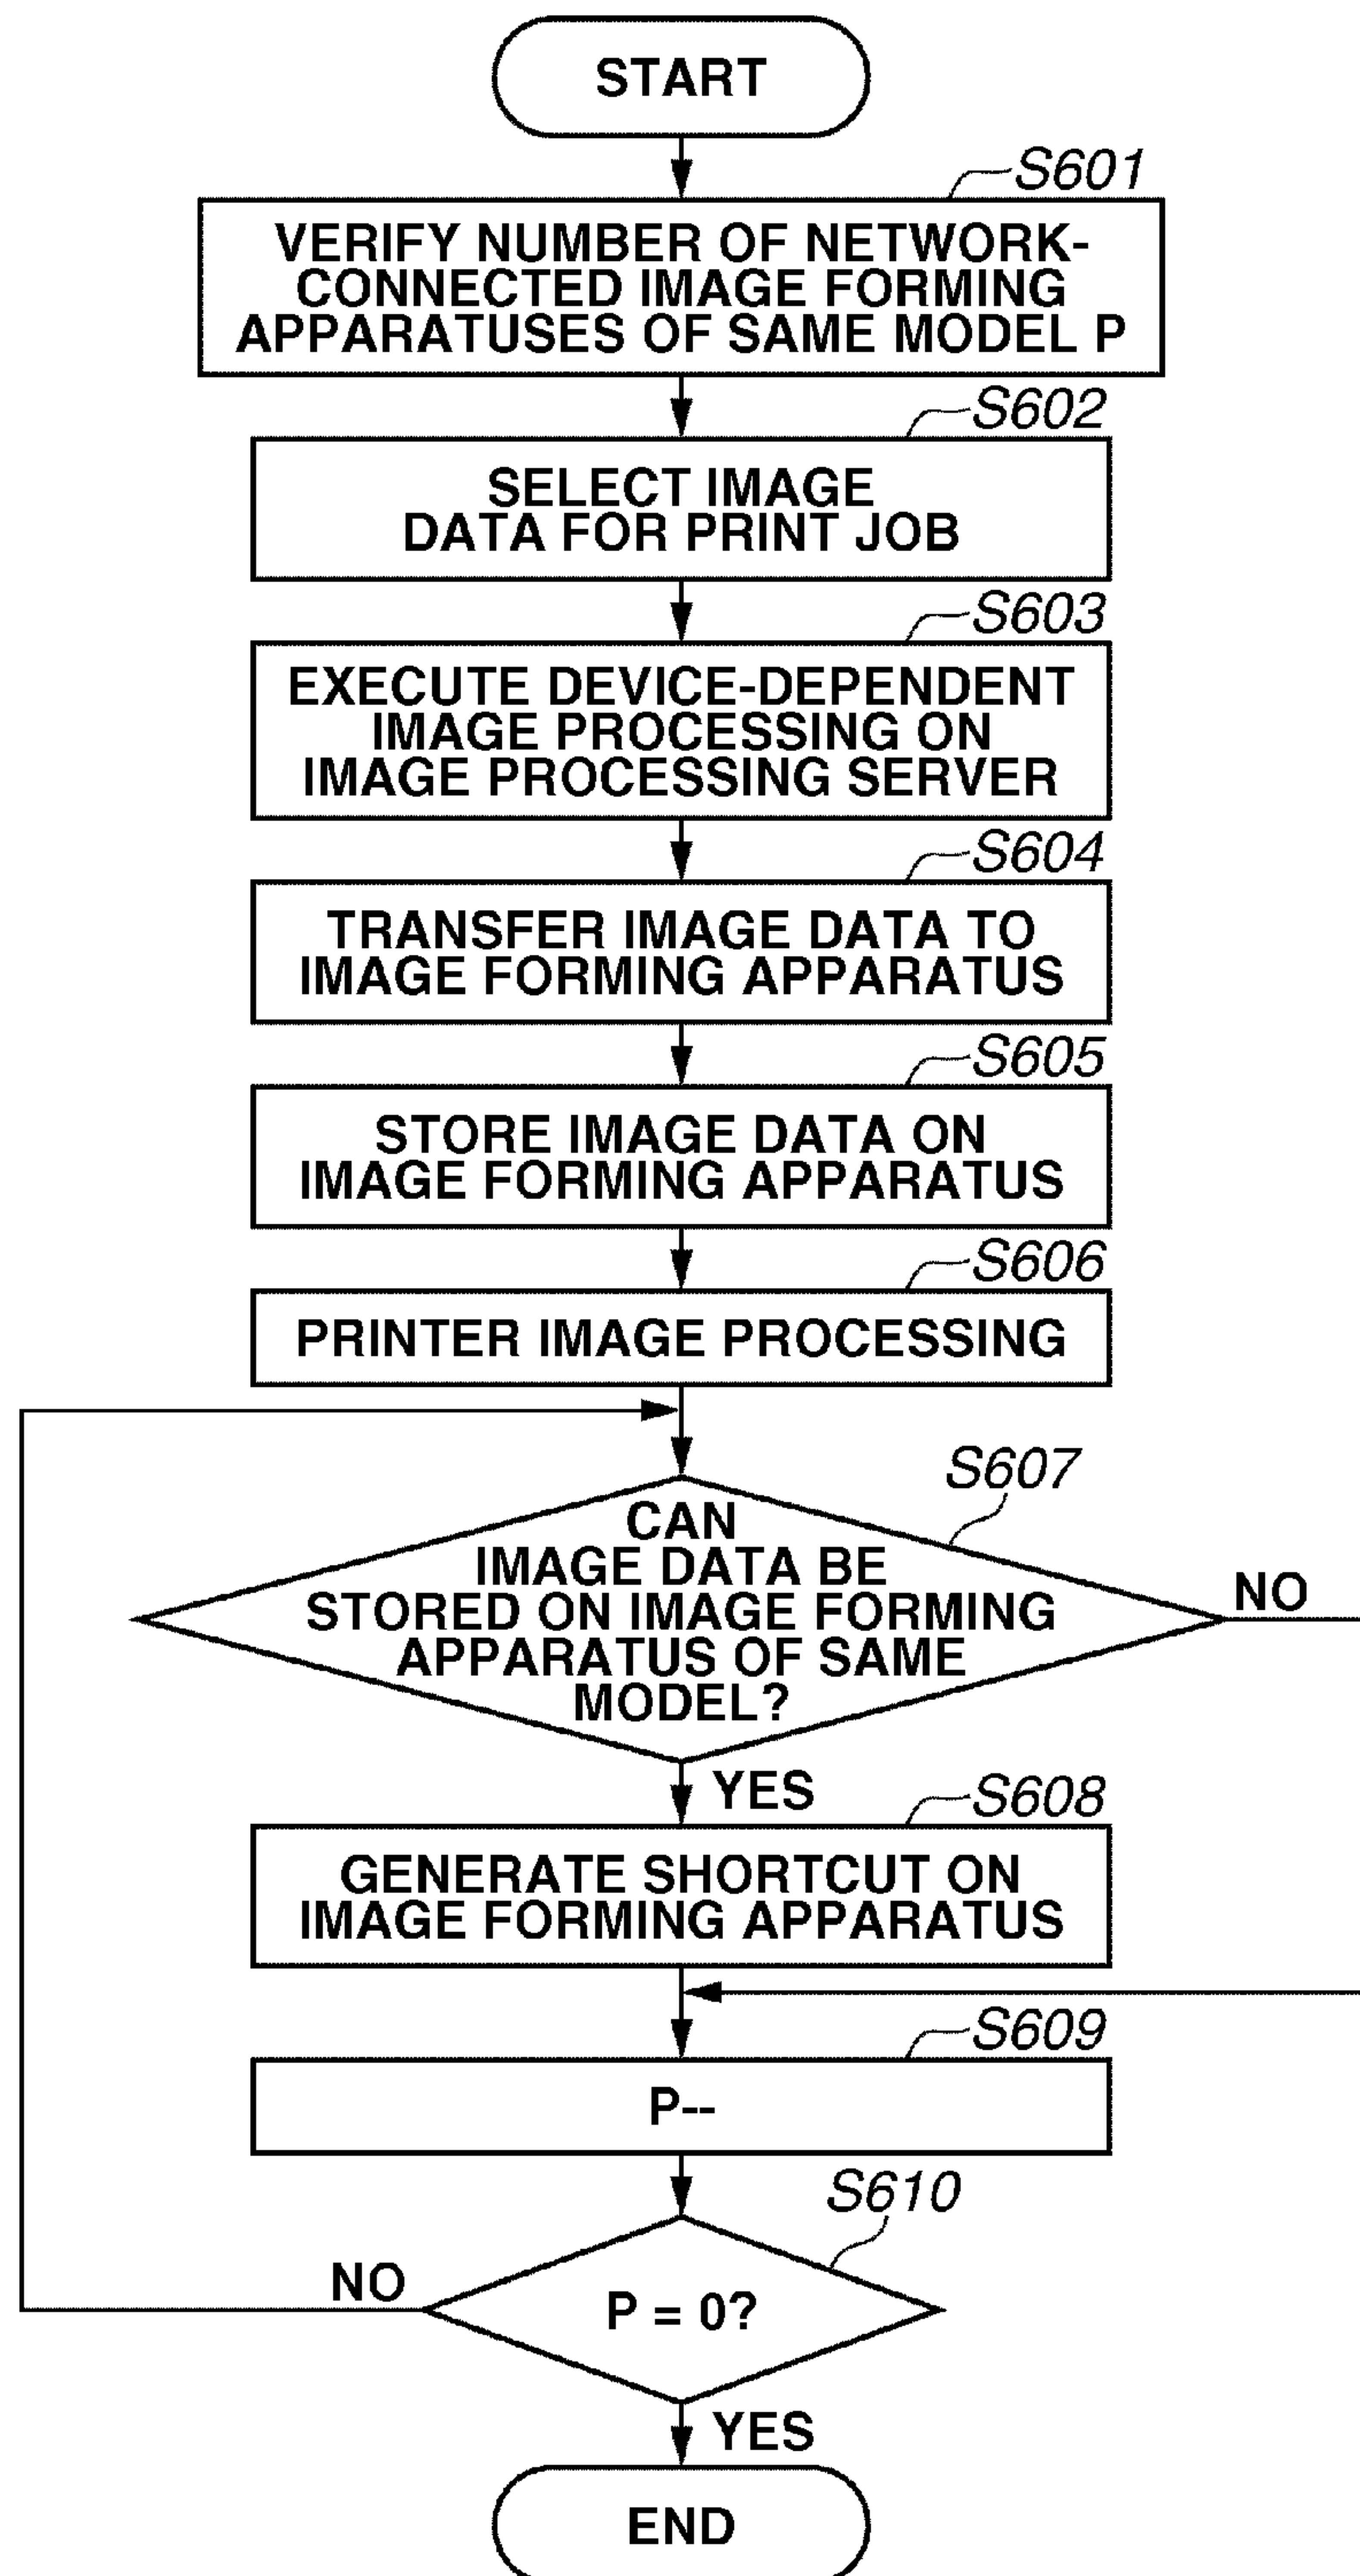 START
S601
VERIFY NUMBER OF NETWORK-
CONNECTED IMAGE FORMING
APPARATUSES OF SAME MODEL P
S602
SELECT IMAGE
DATA FOR PRINT JOB
S603
EXECUTE DEVICE-DEPENDENT
IMAGE PROCESSING ON
IMAGE PROCESSING SERVER
S604
TRANSFER IMAGE DATA TO
IMAGE FORMING APPARATUS
S605
STORE IMAGE DATA ON
IMAGE FORMING APPARATUS
S606
PRINTER IMAGE PROCESSING
S607
CAN
IMAGE DATA BE
STORED ON IMAGE FORMING
APPARATUS OF SAME
MODEL?
NO
YES
S608
GENERATE SHORTCUT ON
IMAGE FORMING APPARATUS
S609
P--
S610
P = 0?
NO
YES
END